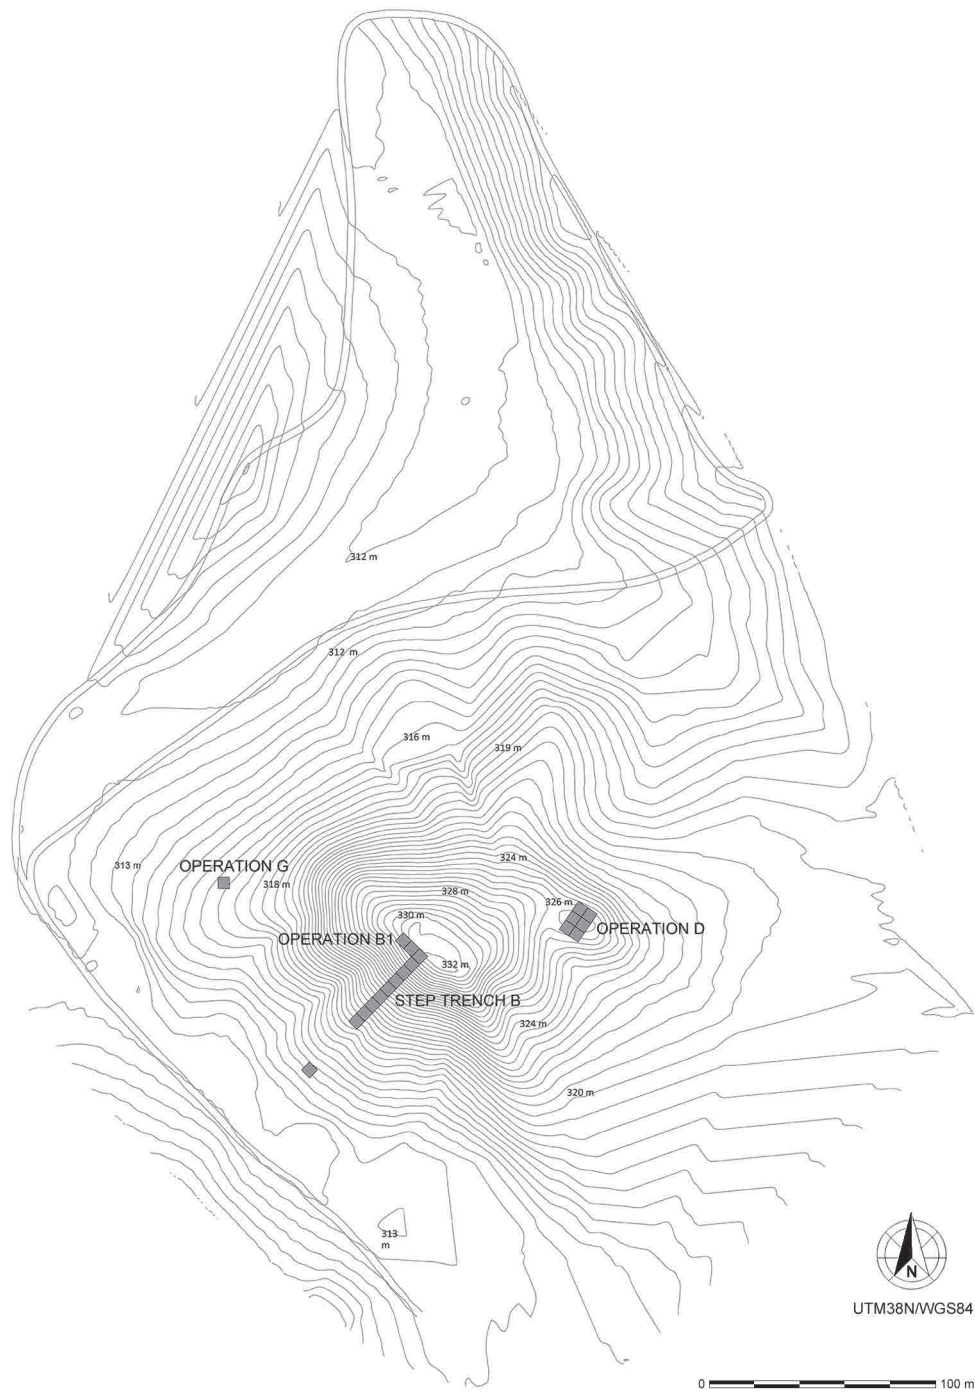 312 m
312 m
316 m
319 m
324 m
313 m
OPERATION G
318 m
328 m
326 m
330 m
OPERATION D
OPERATION B1
332 m
STEP TRENCH B
324 m
320 m
313
m
N
UTM38N/WGS84
0 100 m